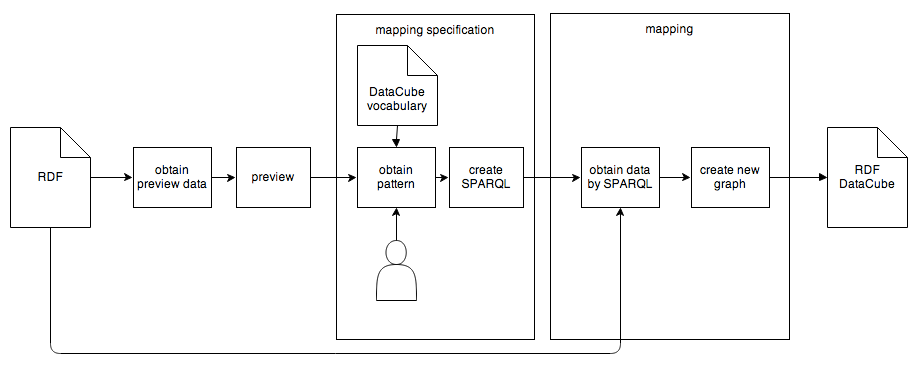 mapping specification
mapping
DataCube
vocabulary
RDF
obtain
preview data
preview
obtain
pattern
create
SPARQL
obtain data
by SPARQL
create new
graph
RDF
DataCube